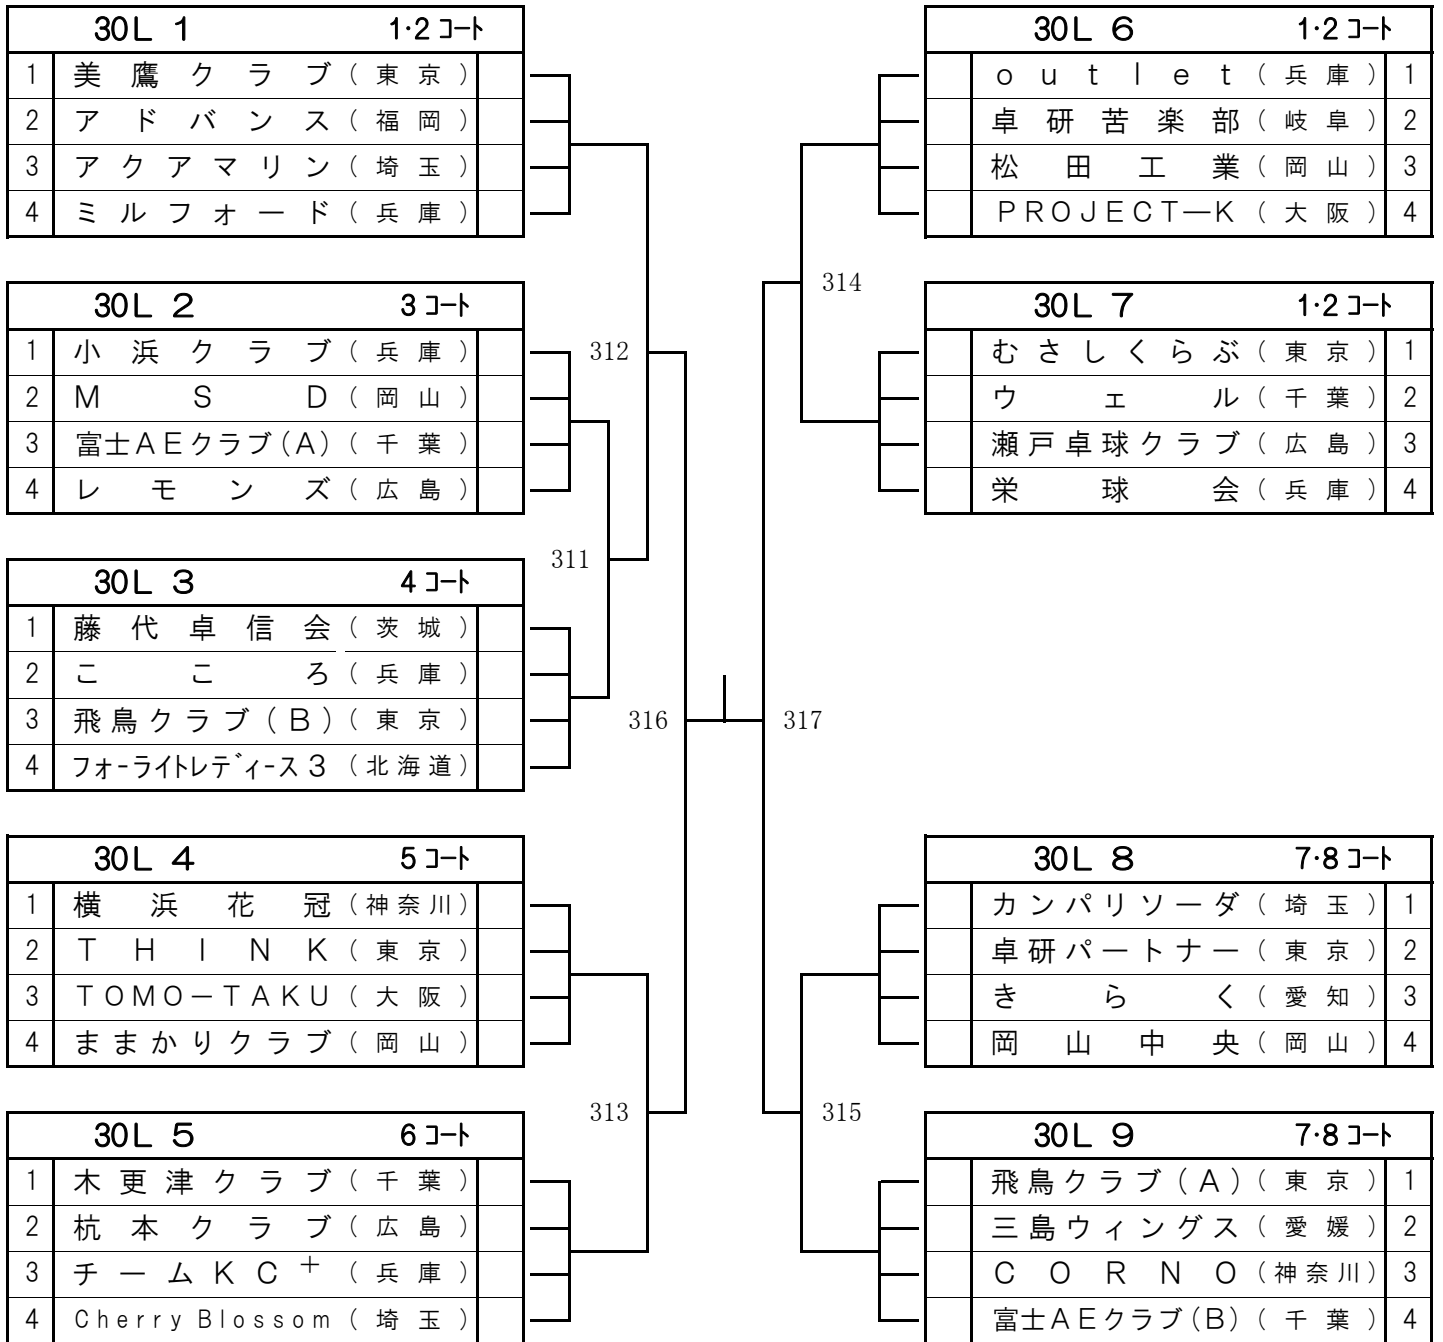 30L 1 1・2 コート
1 美鷹クラブ (東京)
2 アドバンス (福岡)
3 アクアマリン (埼玉)
4 ミルフォード (兵庫)
30L 2 3 コート
1 小浜クラブ (兵庫)
2 MSD (岡山)
3 富士AEクラブ(A) (千葉)
4 レモンズ (広島)
30L 3 4 コート
1 藤代卓信会 (茨城)
2 こころ (兵庫)
3 飛鳥クラブ(B) (東京)
4 フォーライトレディース3 (北海道)
30L 4 5 コート
1 横浜花冠 (神奈川)
2 THINK (東京)
3 TOMO-TAKU (大阪)
4 ままかりクラブ (岡山)
30L 5 6 コート
1 木更津クラブ (千葉)
2 杭本クラブ (広島)
3 チームKC+ (兵庫)
4 Cherry Blossom (埼玉)
312
311
316
313
314
317
315
30L 6 1・2 コート
outlet (兵庫) 1
卓研苦楽部 (岐阜) 2
松田工業 (岡山) 3
PROJECT―K (大阪) 4
30L 7 1・2 コート
むさしくらぶ (東京) 1
ウェル (千葉) 2
瀬戸卓球クラブ (広島) 3
栄球会 (兵庫) 4
30L 8 7・8 コート
カンパリソーダ (埼玉) 1
卓研パートナー (東京) 2
きらく (愛知) 3
岡山中央 (岡山) 4
30L 9 7・8 コート
飛鳥クラブ(A) (東京) 1
三島ウィングス (愛媛) 2
CORNO (神奈川) 3
富士AEクラブ(B) (千葉) 4